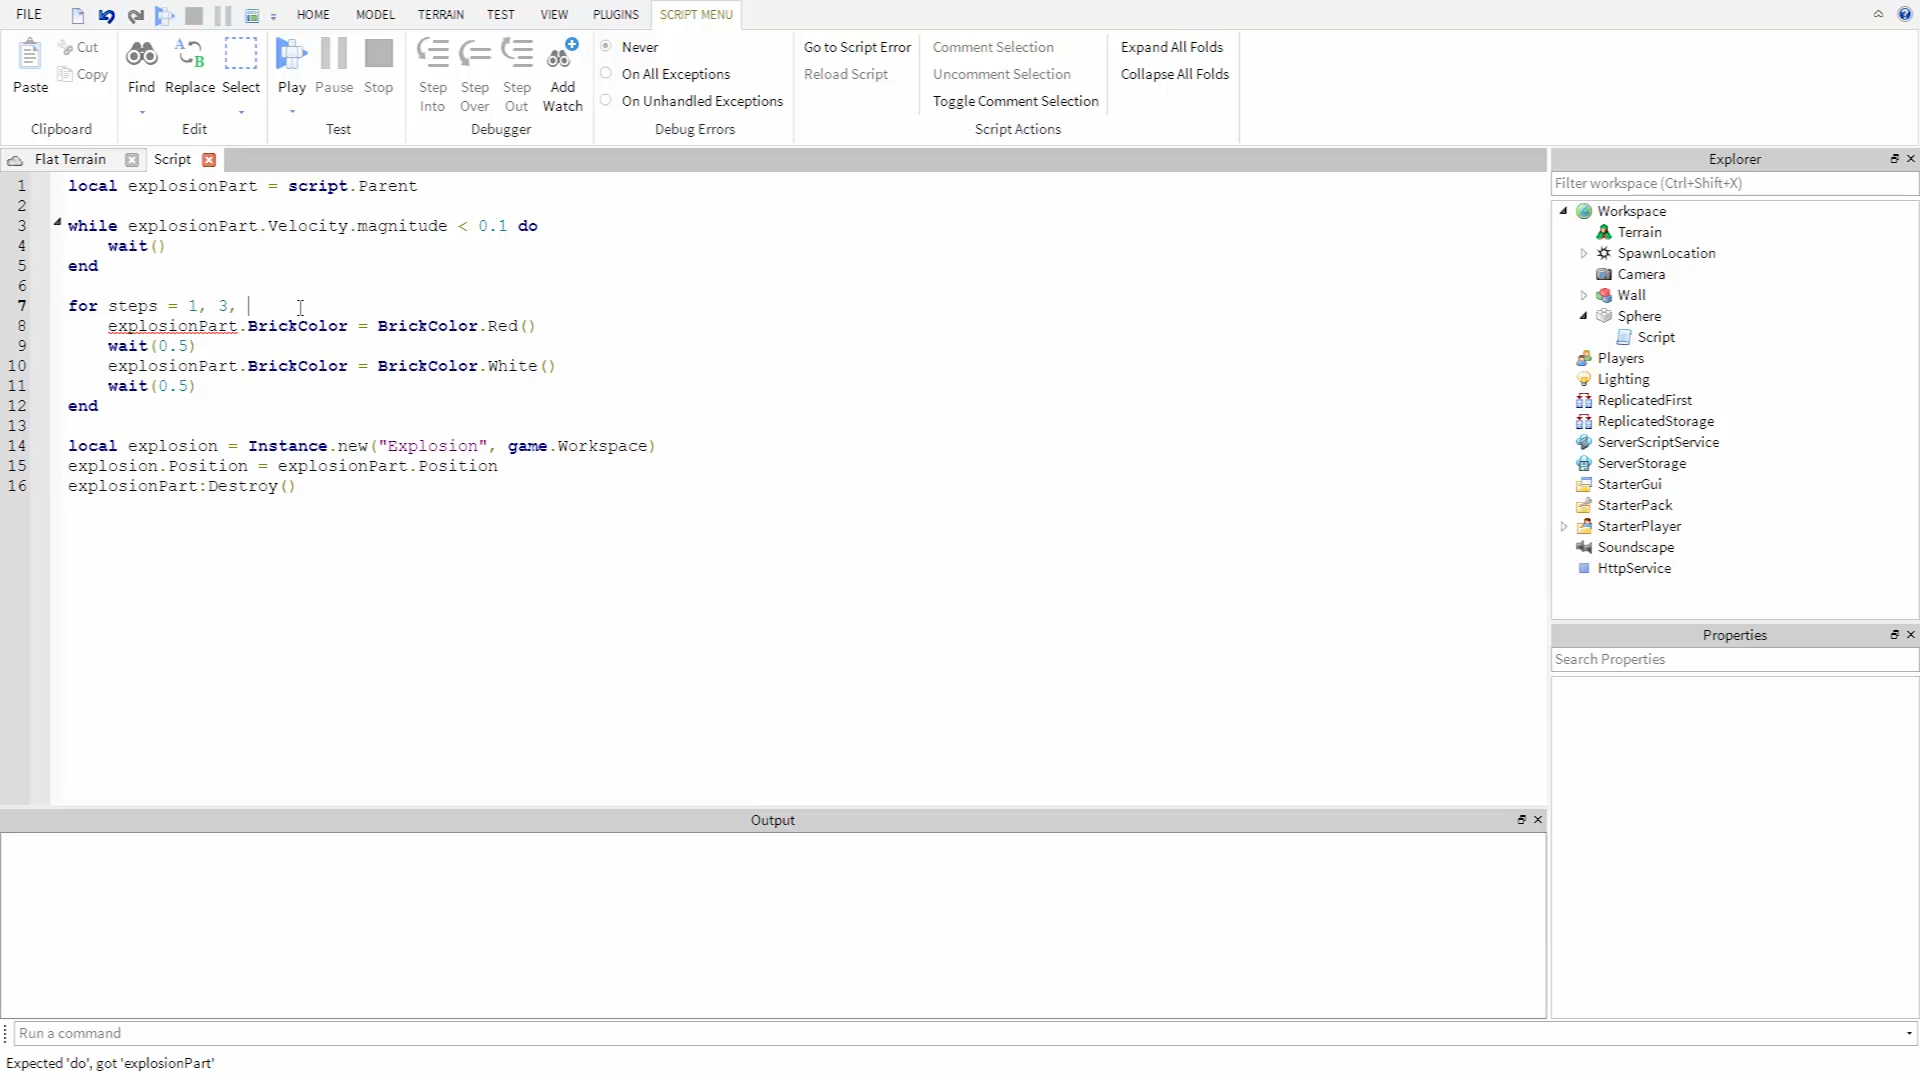 FILE HOME MODEL TERRAIN TEST VIEW PLUGINS SCRIPT MENU
Paste
Cut
Copy
Clipboard
Find
Replace
Select
Edit
Play
Pause
Stop
Test
Step Into
Step Over
Step Out
Add Watch
Debugger
Never
On All Exceptions
On Unhandled Exceptions
Debug Errors
Go to Script Error
Reload Script
Comment Selection
Uncomment Selection
Toggle Comment Selection
Script Actions
Expand All Folds
Collapse All Folds
Flat Terrain
Script
1 local explosionPart = script.Parent
2
3 while explosionPart.Velocity.magnitude < 0.1 do
4     wait()
5 end
6
7 for steps = 1, 3,
8     explosionPart.BrickColor = BrickColor.Red()
9     wait(0.5)
10     explosionPart.BrickColor = BrickColor.White()
11     wait(0.5)
12 end
13
14 local explosion = Instance.new("Explosion", game.Workspace)
15 explosion.Position = explosionPart.Position
16 explosionPart:Destroy()
Explorer
Filter workspace (Ctrl+Shift+X)
Workspace
Terrain
SpawnLocation
Camera
Wall
Sphere
Script
Players
Lighting
ReplicatedFirst
ReplicatedStorage
ServerScriptService
ServerStorage
StarterGui
StarterPack
StarterPlayer
Soundscape
HttpService
Properties
Search Properties
Output
Run a command
Expected 'do', got 'explosionPart'